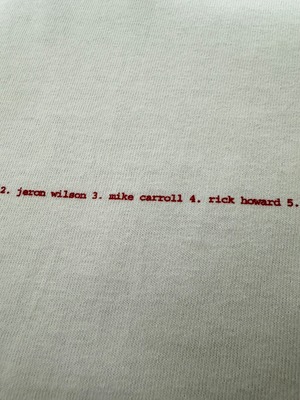 2. jeron wilson 3. mike carroll 4. rick howard 5.